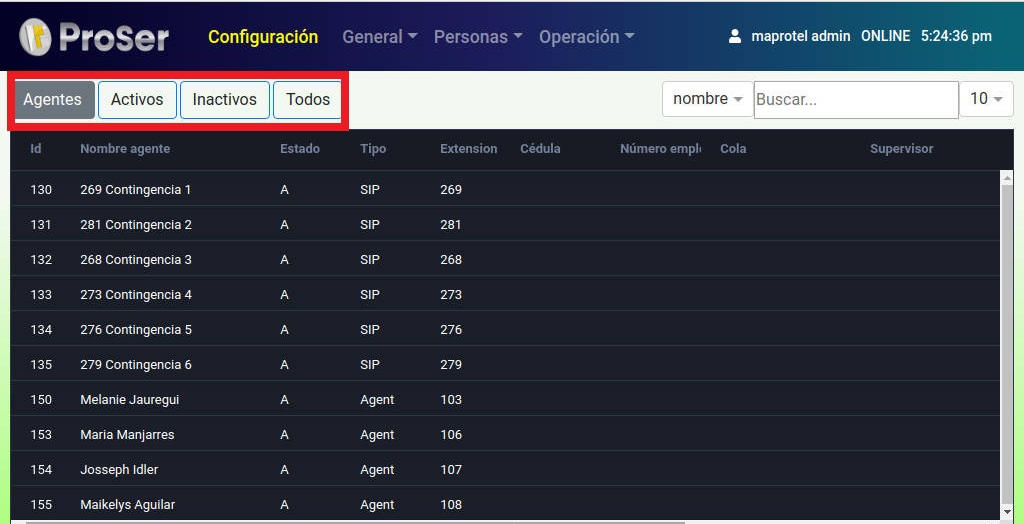 ProSer Configuración General Personas Operación maprotel admin ONLINE 5:24:36 pm
Agentes Activos Inactivos Todos nombre Buscar... 10
Id Nombre agente Estado Tipo Extension Cédula Número empl Cola Supervisor
130 269 Contingencia 1 A SIP 269
131 281 Contingencia 2 A SIP 281
132 268 Contingencia 3 A SIP 268
133 273 Contingencia 4 A SIP 273
134 276 Contingencia 5 A SIP 276
135 279 Contingencia 6 A SIP 279
150 Melanie Jauregui A Agent 103
153 Maria Manjarres A Agent 106
154 Josseph Idler A Agent 107
155 Maikelys Aguilar A Agent 108